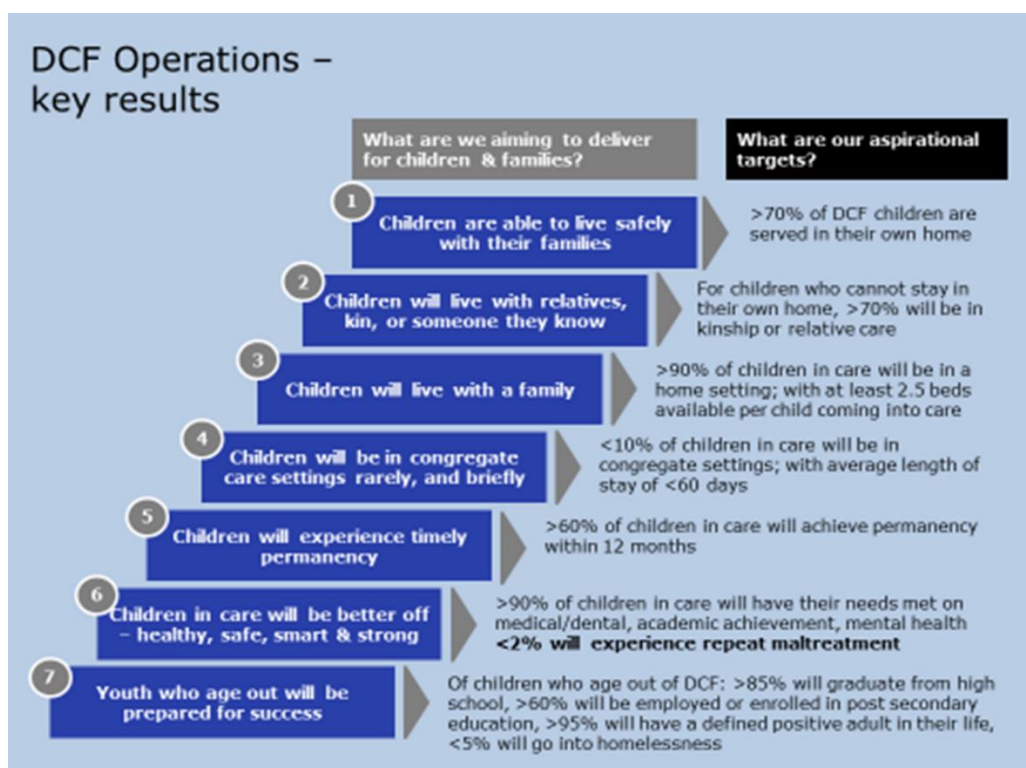 DCF Operations –
key results
What are we aiming to deliver
for children & families?
What are our aspirational
targets?
1
Children are able to live safely
with their families
>70% of DCF children are
served in their own home
2
Children will live with relatives,
kin, or someone they know
For children who cannot stay in
their own home, >70% will be in
kinship or relative care
3
Children will live with a family
>90% of children in care will be in a
home setting; with at least 2.5 beds
available per child coming into care
4
Children will be in congregate
care settings rarely, and briefly
<10% of children in care will be in
congregate settings; with average length of
stay of <60 days
5
Children will experience timely
permanency
>60% of children in care will achieve permanency
within 12 months
6
Children in care will be better off
– healthy, safe, smart & strong
>90% of children in care will have their needs met on
medical/dental, academic achievement, mental health
<2% will experience repeat maltreatment
7
Youth who age out will be
prepared for success
Of children who age out of DCF: >85% will graduate from high
school, >60% will be employed or enrolled in post secondary
education, >95% will have a defined positive adult in their life,
<5% will go into homelessness